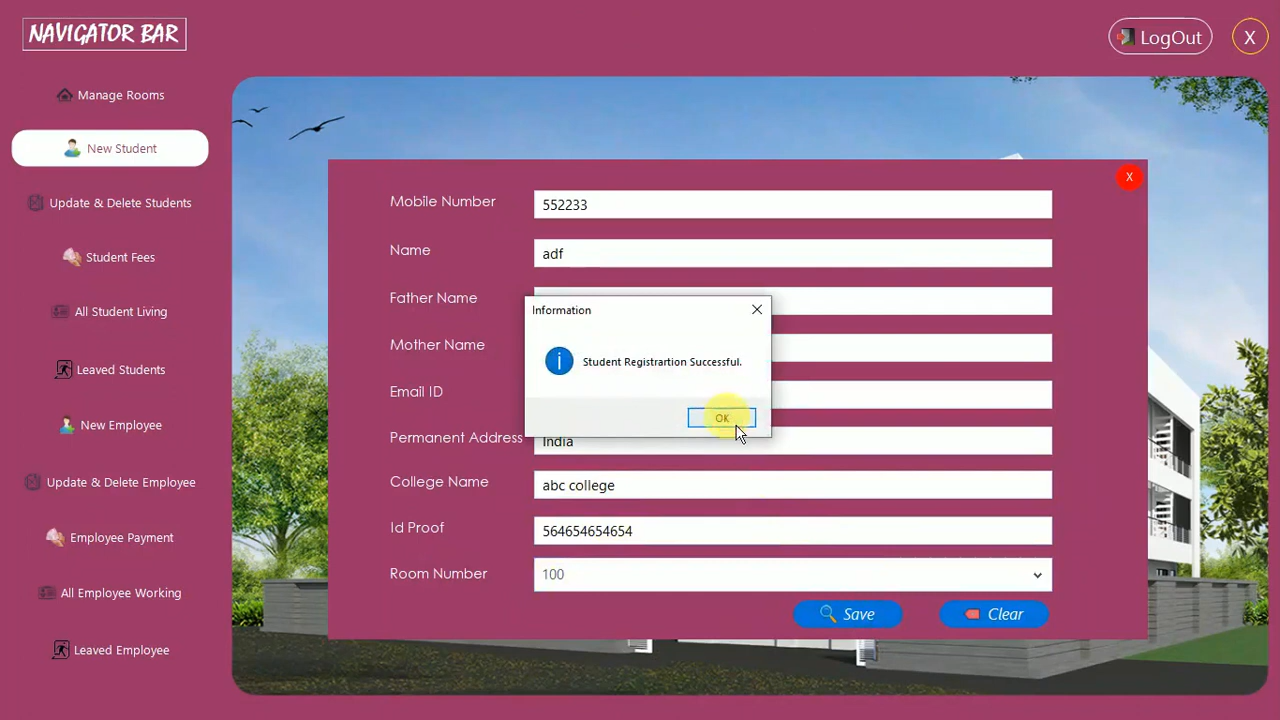 NAVIGATOR BAR
LogOut
X
Manage Rooms
New Student
Update & Delete Students
Student Fees
All Student Living
Leaved Students
New Employee
Update & Delete Employee
Employee Payment
All Employee Working
Leaved Employee
X
Mobile Number
552233
Name
adf
Father Name
Mother Name
Email ID
Permanent Address
India
College Name
abc college
Id Proof
564654654654
Room Number
100
Save
Clear
Information
Student Registrartion Successful.
OK